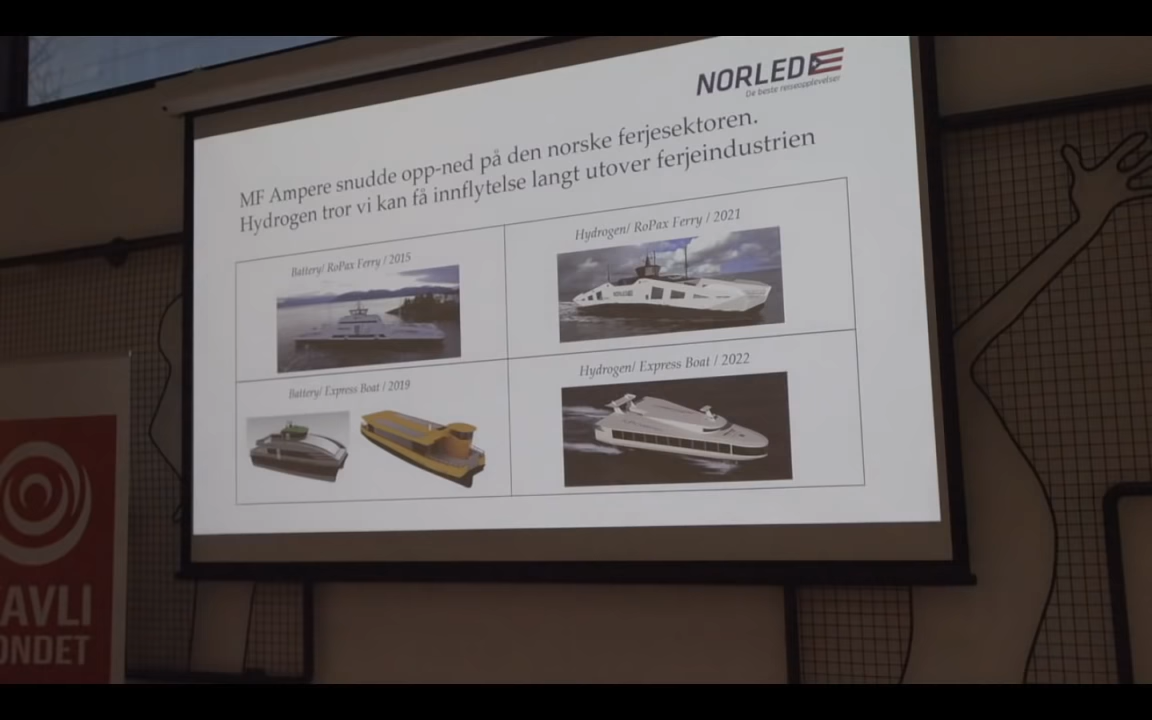 NORLED
De beste reiseopplevelser
MF Ampere snudde opp-ned på den norske ferjesektoren.
Hydrogen tror vi kan få innflytelse langt utover ferjeindustrien
Battery/ RoPax Ferry / 2015
Hydrogen/ RoPax Ferry / 2021
Battery/ Express Boat / 2019
Hydrogen/ Express Boat / 2022
AVLI
ONDET